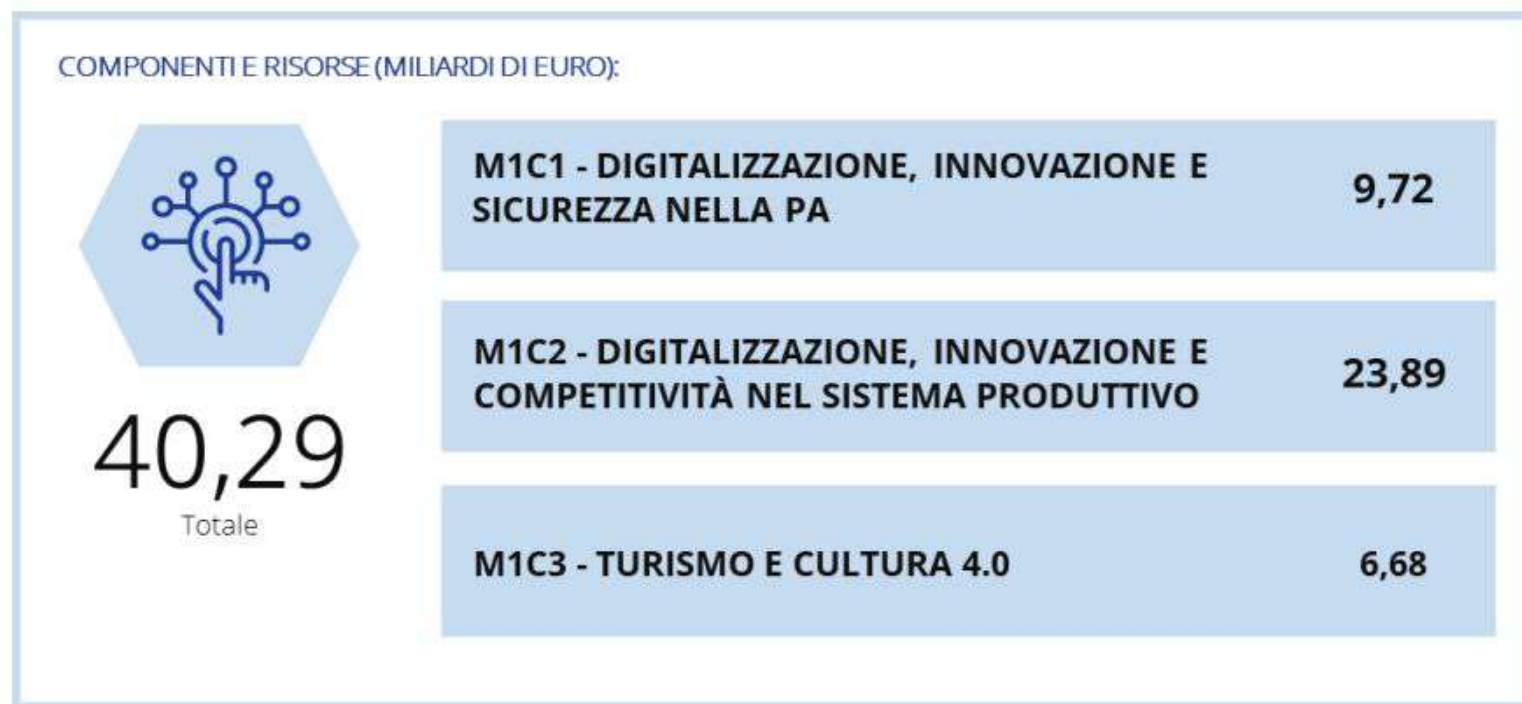 COMPONENTI E RISORSE (MILIARDI DI EURO):
M1C1 - DIGITALIZZAZIONE, INNOVAZIONE E
SICUREZZA NELLA PA
9,72
M1C2 - DIGITALIZZAZIONE, INNOVAZIONE E
COMPETITIVITÀ NEL SISTEMA PRODUTTIVO
23,89
40,29
Totale
M1C3 - TURISMO E CULTURA 4.0
6,68